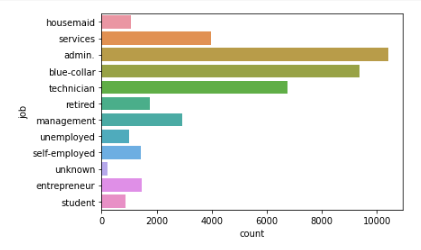 housemaid
services
admin.
blue-collar
technician
retired
management
unemployed
self-employed
unknown
entrepreneur
student
job
0 2000 4000 6000 8000 10000
count